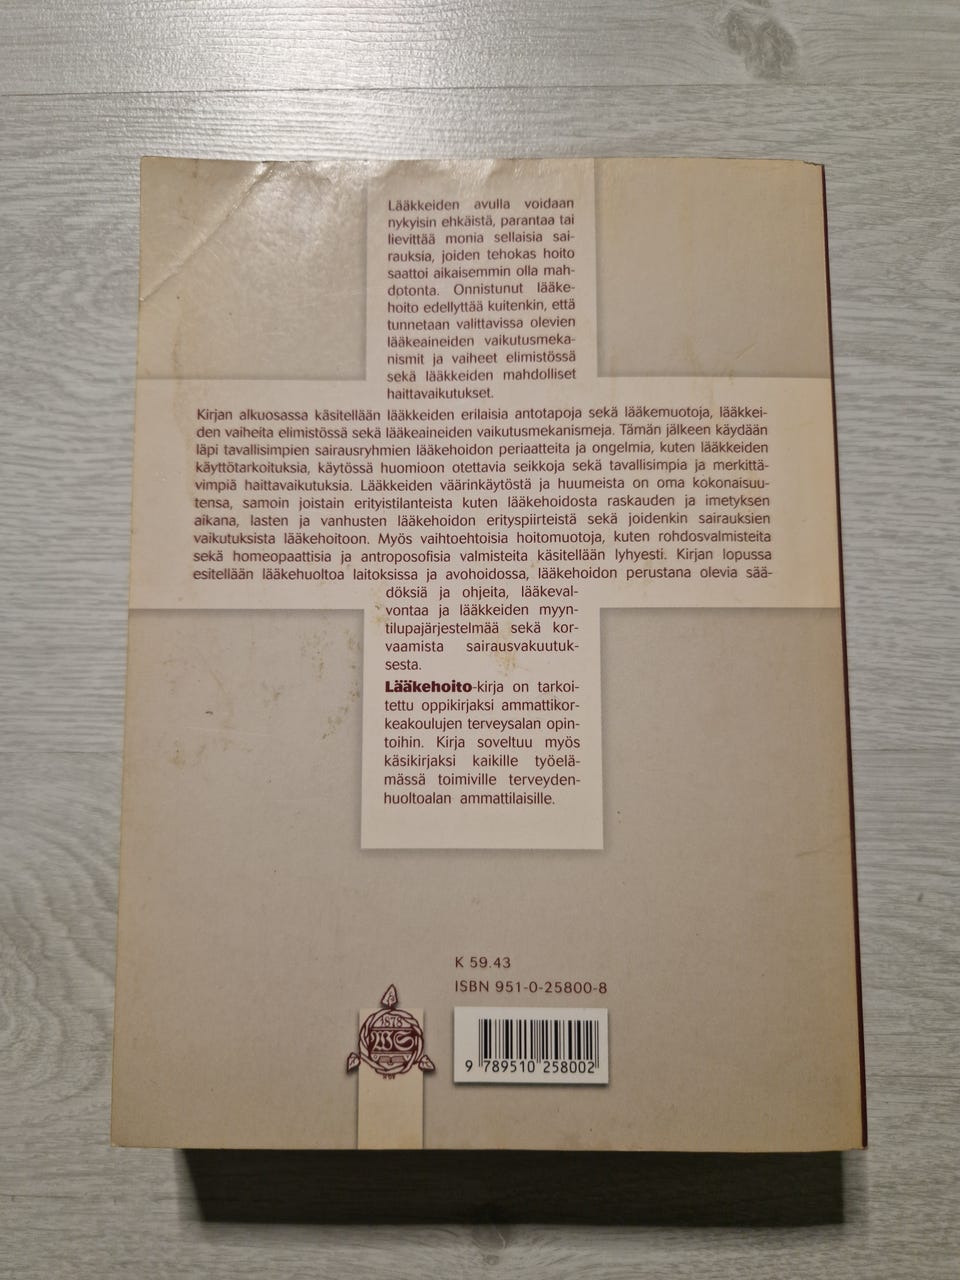 Lääkkeiden avulla voidaan
nykyisin ehkäistä, parantaa tai
lievittää monia sellaisia sai-
rauksia, joiden tehokas hoito
saattoi aikaisemmin olla mah-
dotonta. Onnistunut lääke-
hoito edellyttää kuitenkin, että
tunnetaan valittavissa olevien
lääkeaineiden vaikutusmeka-
nismit ja vaiheet elimistössä
sekä lääkkeiden mahdolliset
haittavaikutukset.
Kirjan alkuosassa käsitellään lääkkeiden erilaisia antotapoja sekä lääkemuotoja, lääkkei-
den vaiheita elimistössä sekä lääkeaineiden vaikutusmekanismeja. Tämän jälkeen käydään
läpi tavallisimpien sairausryhmien lääkehoidon periaatteita ja ongelmia, kuten lääkkeiden
käyttötarkoituksia, käytössä huomioon otettavia seikkoja sekä tavallisimpia ja merkittä-
vimpiä haittavaikutuksia. Lääkkeiden väärinkäytöstä ja huumeista on oma kokonaisuu-
tensa, samoin joistain erityistilanteista kuten lääkehoidosta raskauden ja imetyksen
aikana, lasten ja vanhusten lääkehoidon erityspiirteistä sekä joidenkin sairauksien
vaikutuksista lääkehoitoon. Myös vaihtoehtoisia hoitomuotoja, kuten rohdosvalmisteita
sekä homeopaattisia ja antroposofisia valmisteita käsitellään lyhyesti. Kirjan lopussa
esitellään lääkehuoltoa laitoksissa ja avohoidossa, lääkehoidon perustana olevia sää-
döksiä ja ohjeita, lääkeval-
vontaa ja lääkkeiden myyn-
tilupajärjestelmää sekä kor-
vaamista sairausvakuutuk-
sesta.
Lääkehoito-kirja on tarkoi-
tettu oppikirjaksi ammattikor-
keakoulujen terveysalan opin-
toihin. Kirja soveltuu myös
käsikirjaksi kaikille työelä-
mässä toimiville terveyden-
huoltoalan ammattilaisille.
K 59.43
ISBN 951-0-25800-8
1878
WS
9 789510 258002